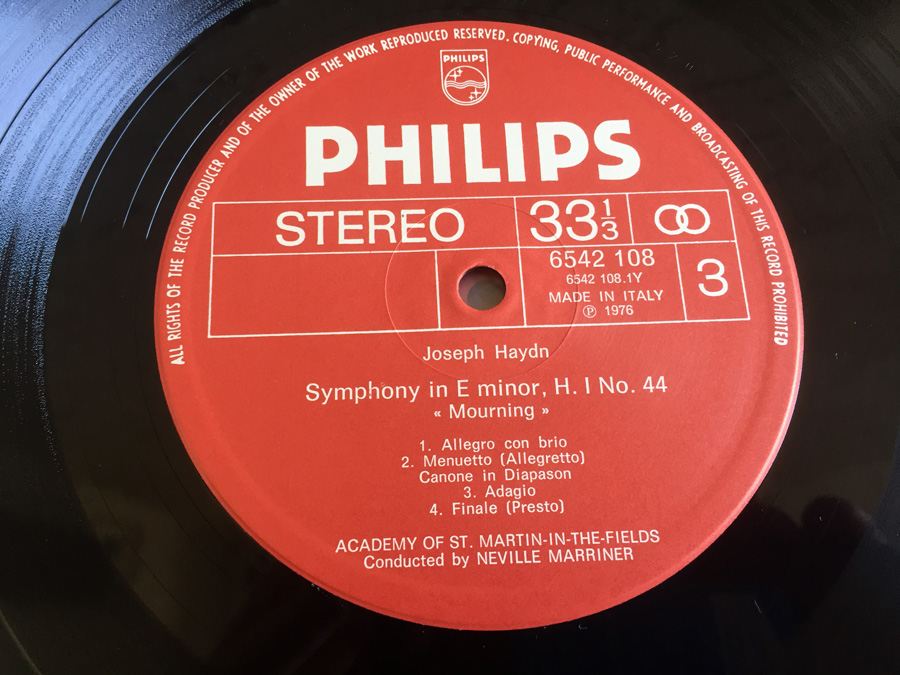 ALL RIGHTS OF THE RECORD PRODUCER AND OF THE OWNER OF THE WORK REPRODUCED RESERVED. COPYING, PUBLIC PERFORMANCE AND BROADCASTING OF THIS RECORD PROHIBITED
PHILIPS
PHILIPS
STEREO 33 1/3
6542 108 3
6542 108.1Y
MADE IN ITALY
℗ 1976
Joseph Haydn
Symphony in E minor, H. I No. 44
« Mourning »
1. Allegro con brio
2. Menuetto (Allegretto)
Canone in Diapason
3. Adagio
4. Finale (Presto)
ACADEMY OF ST. MARTIN-IN-THE-FIELDS
Conducted by NEVILLE MARRINER